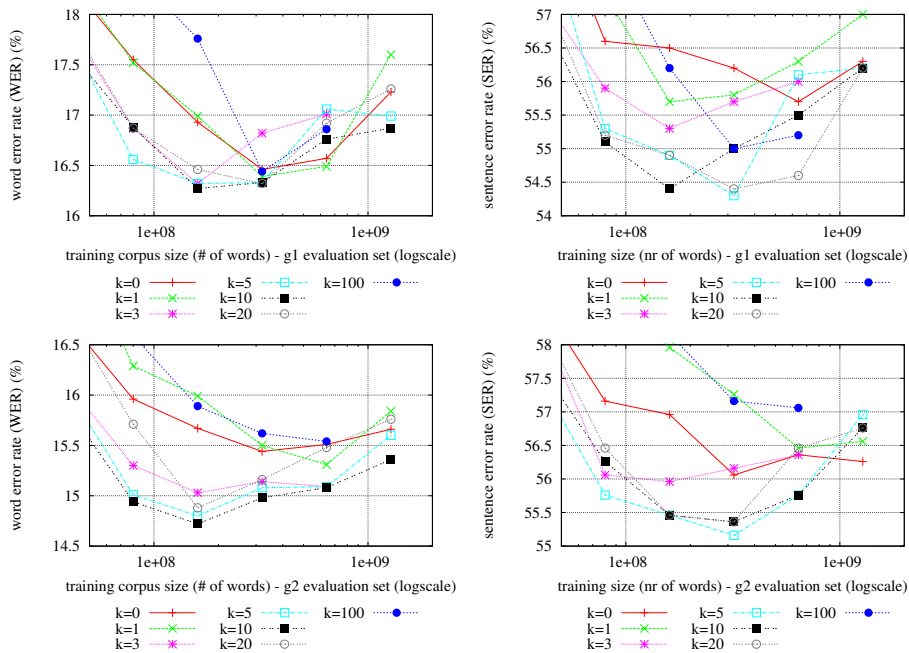 word error rate (WER) (%)
18
17.5
17
16.5
16
1e+08
1e+09
training corpus size (# of words) - g1 evaluation set (logscale)
k=0
k=1
k=3
k=5
k=10
k=20
k=100
sentence error rate (SER) (%)
57
56.5
56
55.5
55
54.5
54
1e+08
1e+09
training size (nr of words) - g1 evaluation set (logscale)
k=0
k=1
k=3
k=5
k=10
k=20
k=100
word error rate (WER) (%)
16.5
16
15.5
15
14.5
1e+08
1e+09
training corpus size (# of words) - g2 evaluation set (logscale)
k=0
k=1
k=3
k=5
k=10
k=20
k=100
sentence error rate (SER) (%)
58
57.5
57
56.5
56
55.5
55
1e+08
1e+09
training size (nr of words) - g2 evaluation set (logscale)
k=0
k=1
k=3
k=5
k=10
k=20
k=100